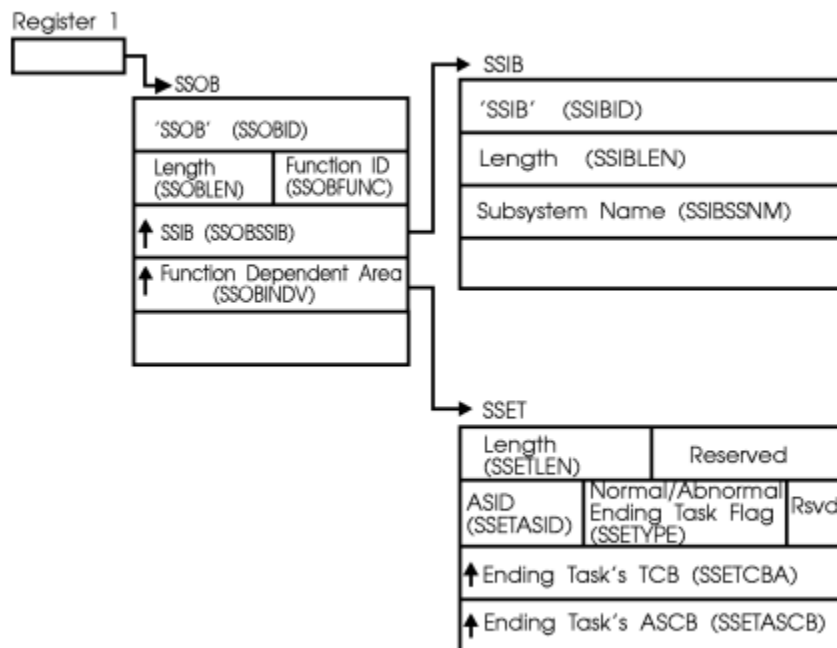 Register 1
SSOB
'SSOB' (SSOBID)
Length
(SSOBLEN)
Function ID
(SSOBFUNC)
SSIB (SSOBSSIB)
Function Dependent Area
(SSOBINDV)
SSIB
'SSIB' (SSIBID)
Length (SSIBLEN)
Subsystem Name (SSIBSSNM)
SSET
Length
(SSETLEN)
Reserved
ASID
(SSETASID)
Normal/Abnormal
Ending Task Flag
(SSETYPE)
Rsvd
Ending Task's TCB (SSETCBA)
Ending Task's ASCB (SSETASCB)